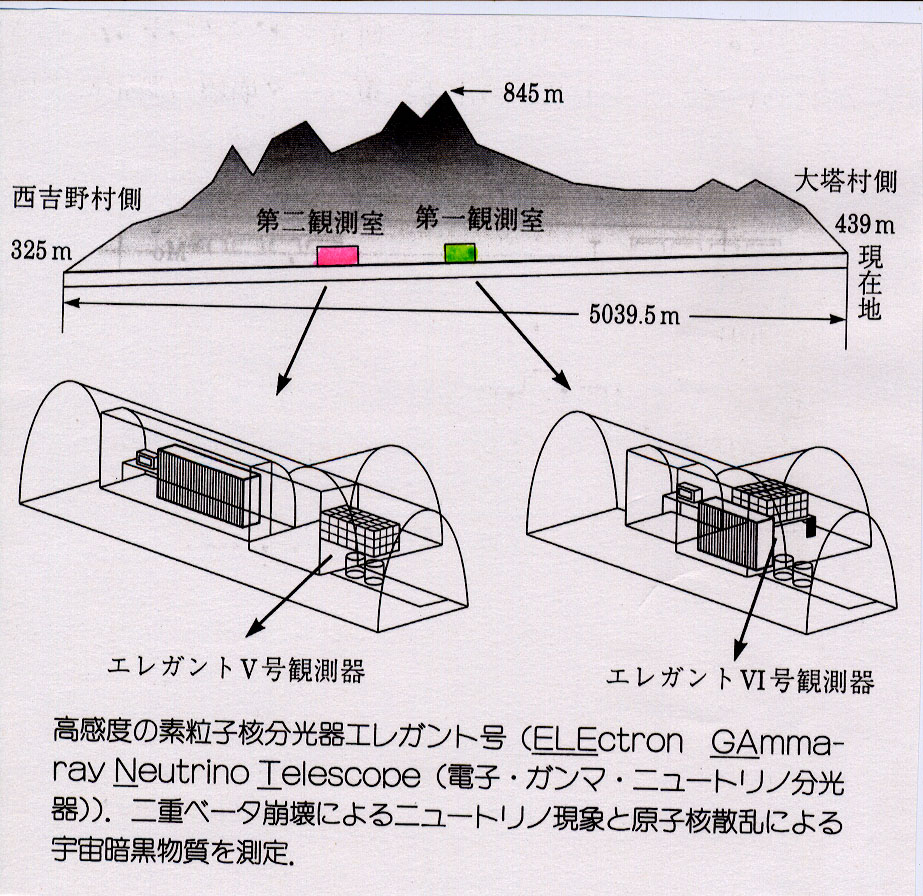 845m
西吉野村側
大塔村側
第二観測室
第一観測室
325m
439m
現在地
5039.5m
エレガントV号観測器
エレガントVI号観測器
高感度の素粒子核分光器エレガント号(ELEctron GAmma-
ray Neutrino Telescope(電子・ガンマ・ニュートリノ分光
器)).二重ベータ崩壊によるニュートリノ現象と原子核散乱による
宇宙暗黒物質を測定.